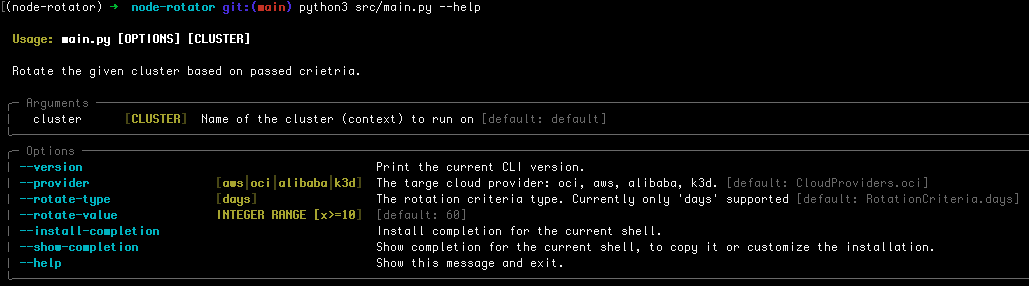 [(node-rotator) ➜  node-rotator git:(main) python3 src/main.py --help
Usage: main.py [OPTIONS] [CLUSTER]
Rotate the given cluster based on passed crietria.
Arguments
cluster [CLUSTER] Name of the cluster (context) to run on [default: default]
Options
--version Print the current CLI version.
--provider [aws|oci|alibaba|k3d] The targe cloud provider: oci, aws, alibaba, k3d. [default: CloudProviders.oci]
--rotate-type [days] The rotation criteria type. Currently only 'days' supported [default: RotationCriteria.days]
--rotate-value INTEGER RANGE [x>=10] [default: 60]
--install-completion Install completion for the current shell.
--show-completion Show completion for the current shell, to copy it or customize the installation.
--help Show this message and exit.